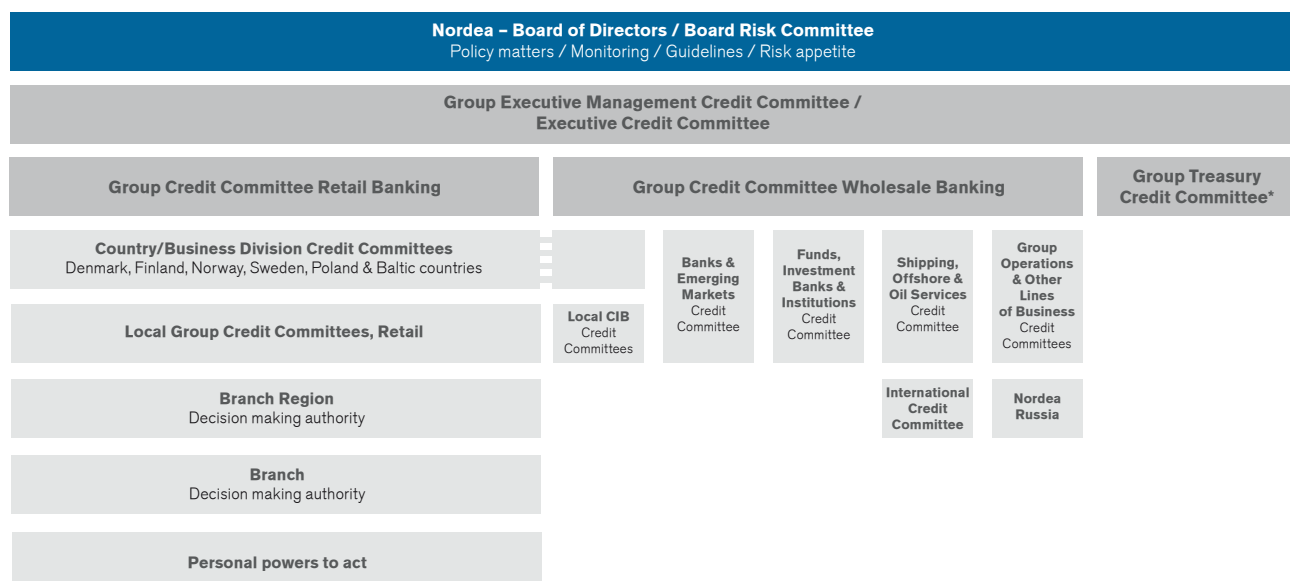 Nordea – Board of Directors / Board Risk Committee
Policy matters / Monitoring / Guidelines / Risk appetite
Group Executive Management Credit Committee /
Executive Credit Committee
Group Credit Committee Retail Banking
Group Credit Committee Wholesale Banking
Group Treasury
Credit Committee*
Country/Business Division Credit Committees
Denmark, Finland, Norway, Sweden, Poland & Baltic countries
Local Group Credit Committees, Retail
Branch Region
Decision making authority
Branch
Decision making authority
Personal powers to act
Local CIB
Credit
Committees
Banks &
Emerging
Markets
Credit
Committee
Funds,
Investment
Banks &
Institutions
Credit
Committee
Shipping,
Offshore &
Oil Services
Credit
Committee
International
Credit
Committee
Group
Operations
& Other
Lines
of Business
Credit
Committees
Nordea
Russia